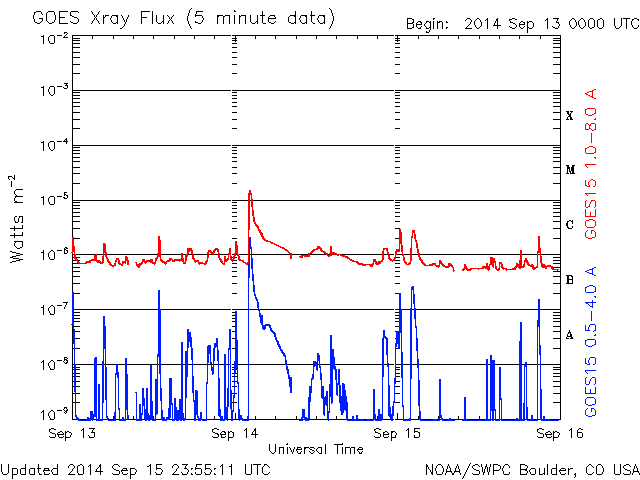 GOES Xray Flux (5 minute data)
Begin: 2014 Sep 13 0000 UTC
10⁻²
10⁻³
10⁻⁴
10⁻⁵
10⁻⁶
10⁻⁷
10⁻⁸
10⁻⁹
Watts m⁻²
X
M
C
B
A
GOES15 1.0-8.0 A
GOES15 0.5-4.0 A
Sep 13
Sep 14
Sep 15
Sep 16
Universal Time
Updated 2014 Sep 15 23:55:11 UTC
NOAA/SWPC Boulder, CO USA